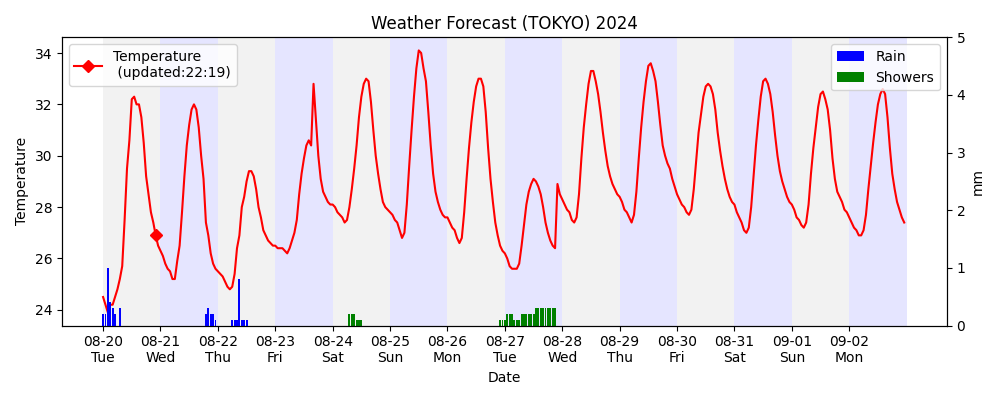 Weather Forecast (TOKYO) 2024
Temperature
(updated:22:19)
Rain
Showers
Temperature
34
32
30
28
26
24
5
4
3
2
1
0
mm
08-20 08-21 08-22 08-23 08-24 08-25 08-26 08-27 08-28 08-29 08-30 08-31 09-01 09-02
Tue Wed Thu Fri Sat Sun Mon Tue Wed Thu Fri Sat Sun Mon
Date